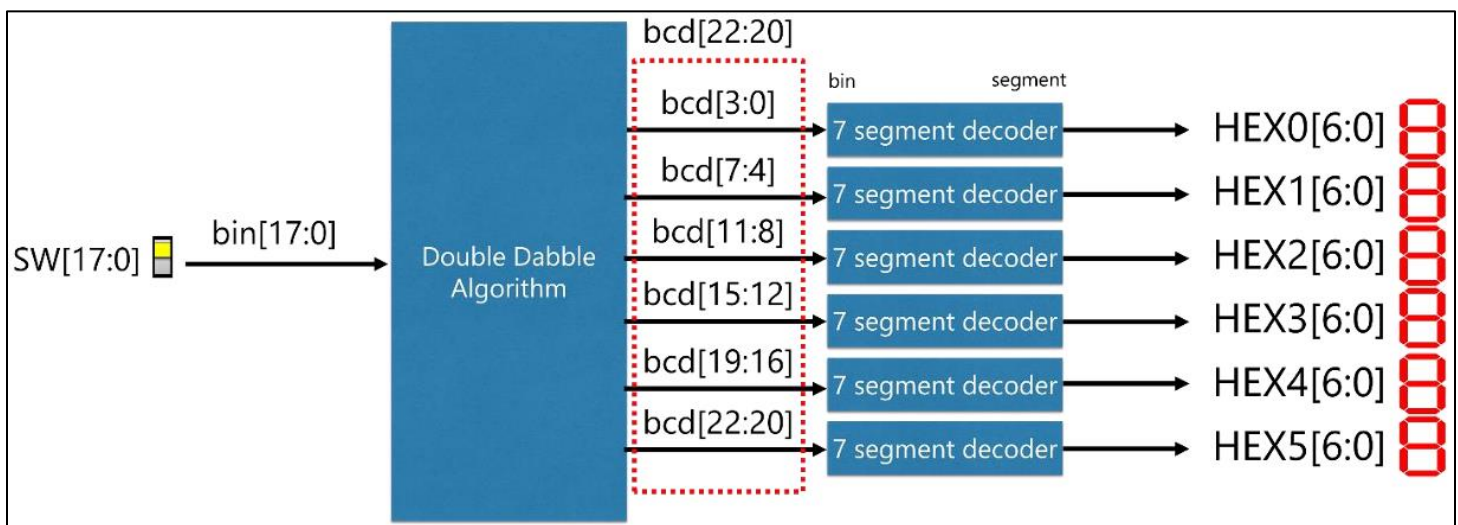 bcd[22:20]
bin segment
bcd[3:0]
7 segment decoder
HEX0[6:0]
bcd[7:4]
7 segment decoder
HEX1[6:0]
SW[17:0]
bin[17:0]
Double Dabble
Algorithm
bcd[11:8]
7 segment decoder
HEX2[6:0]
bcd[15:12]
7 segment decoder
HEX3[6:0]
bcd[19:16]
7 segment decoder
HEX4[6:0]
bcd[22:20]
7 segment decoder
HEX5[6:0]